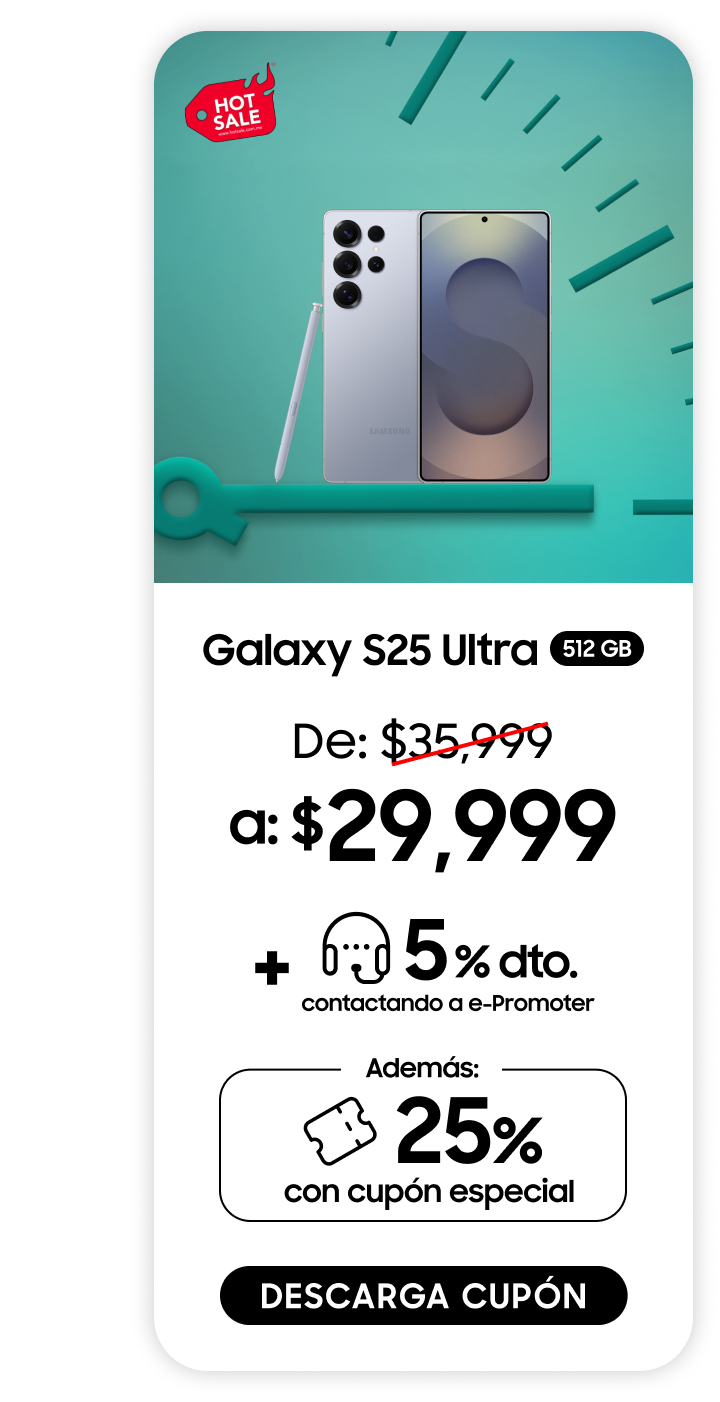 HOT
SALE
www.hotsale.com.mx
SAMSUNG
Galaxy S25 Ultra 512 GB
De: $35,999
a: $29,999
+ 5% dto.
contactando a e-Promoter
Además:
25%
con cupón especial
DESCARGA CUPÓN